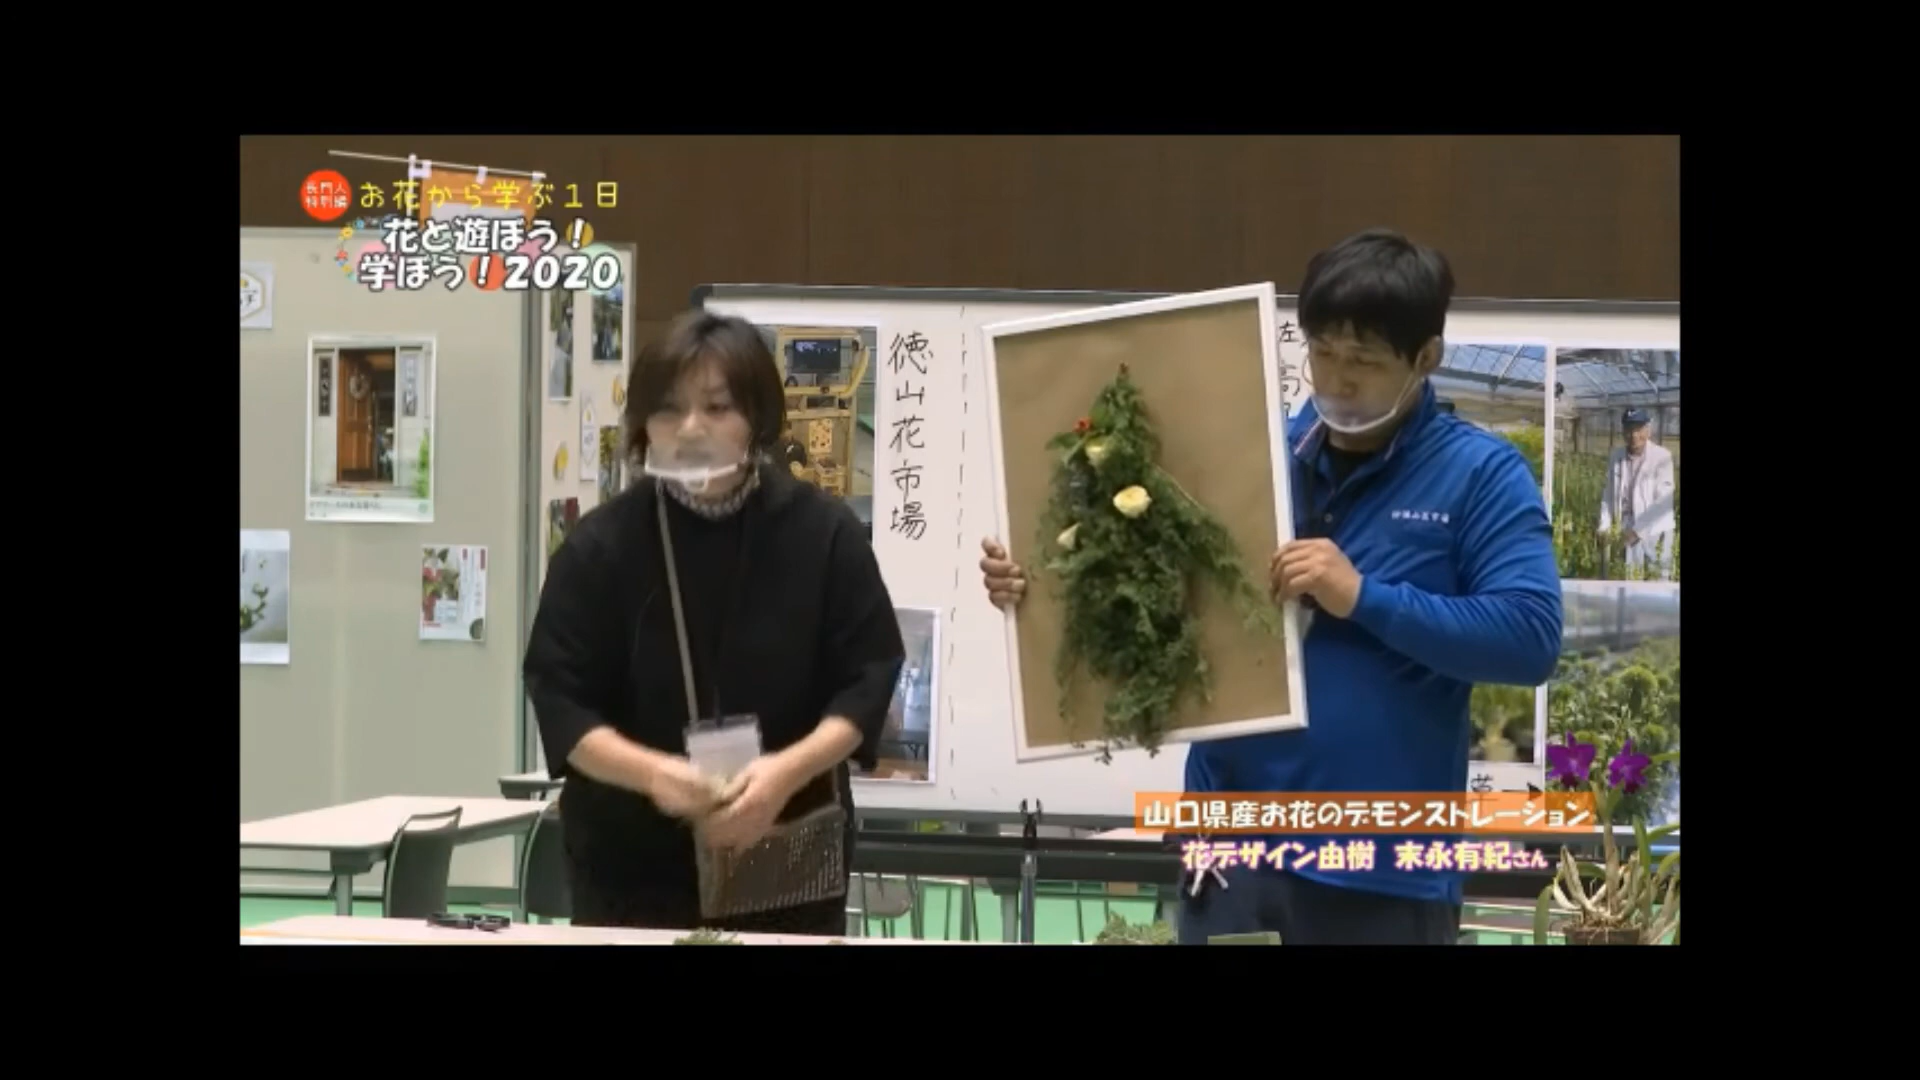 長門人
特別編
お花から学ぶ1日
花と遊ぼう!
学ぼう!2020
徳山花市場
山口県産お花のデモンストレーション
花デザイン由樹 末永有紀さん